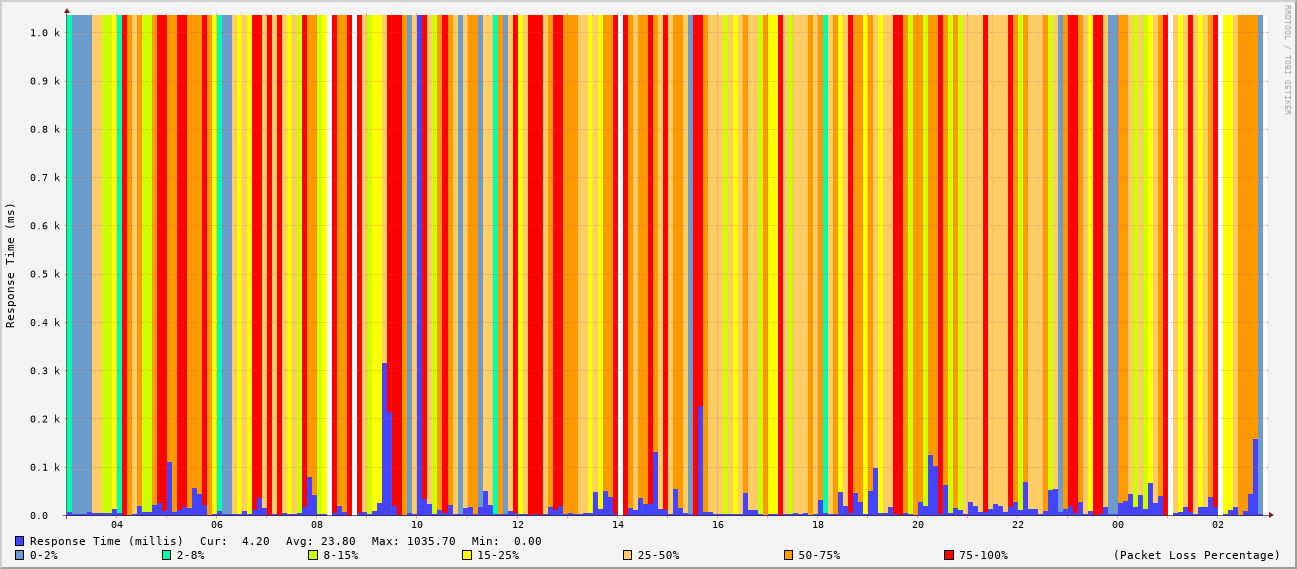 RRDTOOL / TOBI OETIKER
Response Time (ms)
1.0 k
0.9 k
0.8 k
0.7 k
0.6 k
0.5 k
0.4 k
0.3 k
0.2 k
0.1 k
0.0
04 06 08 10 12 14 16 18 20 22 00 02
Response Time (millis) Cur: 4.20 Avg: 23.80 Max: 1035.70 Min: 0.00
0-2% 2-8% 8-15% 15-25% 25-50% 50-75% 75-100% (Packet Loss Percentage)